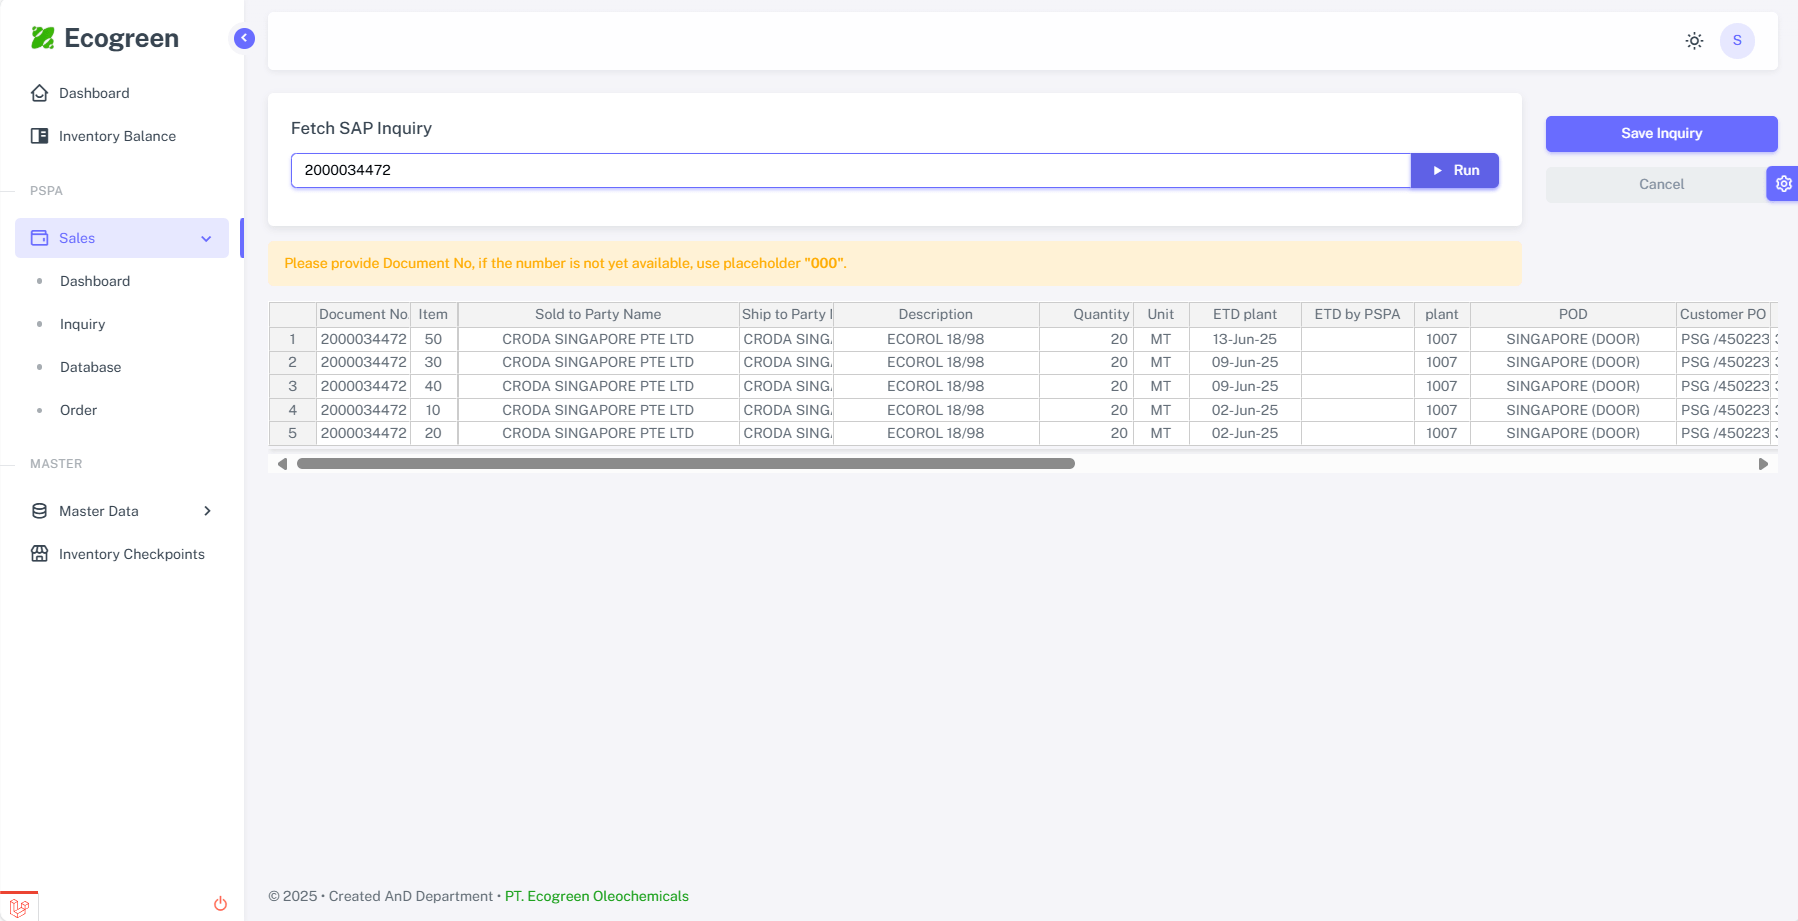 Ecogreen
S
Dashboard
Inventory Balance
PSPA
Sales
Dashboard
Inquiry
Database
Order
MASTER
Master Data
Inventory Checkpoints
Fetch SAP Inquiry
2000034472
Run
Save Inquiry
Cancel
Please provide Document No, if the number is not yet available, use placeholder "000".
Document No. Item Sold to Party Name Ship to Party Description Quantity Unit ETD plant ETD by PSPA plant POD Customer PO
1 2000034472 50 CRODA SINGAPORE PTE LTD CRODA SING ECOROL 18/98 20 MT 13-Jun-25 1007 SINGAPORE (DOOR) PSG /450223
2 2000034472 30 CRODA SINGAPORE PTE LTD CRODA SING ECOROL 18/98 20 MT 09-Jun-25 1007 SINGAPORE (DOOR) PSG /450223
3 2000034472 40 CRODA SINGAPORE PTE LTD CRODA SING ECOROL 18/98 20 MT 09-Jun-25 1007 SINGAPORE (DOOR) PSG /450223
4 2000034472 10 CRODA SINGAPORE PTE LTD CRODA SING ECOROL 18/98 20 MT 02-Jun-25 1007 SINGAPORE (DOOR) PSG /450223
5 2000034472 20 CRODA SINGAPORE PTE LTD CRODA SING ECOROL 18/98 20 MT 02-Jun-25 1007 SINGAPORE (DOOR) PSG /450223
© 2025 • Created AnD Department • PT. Ecogreen Oleochemicals